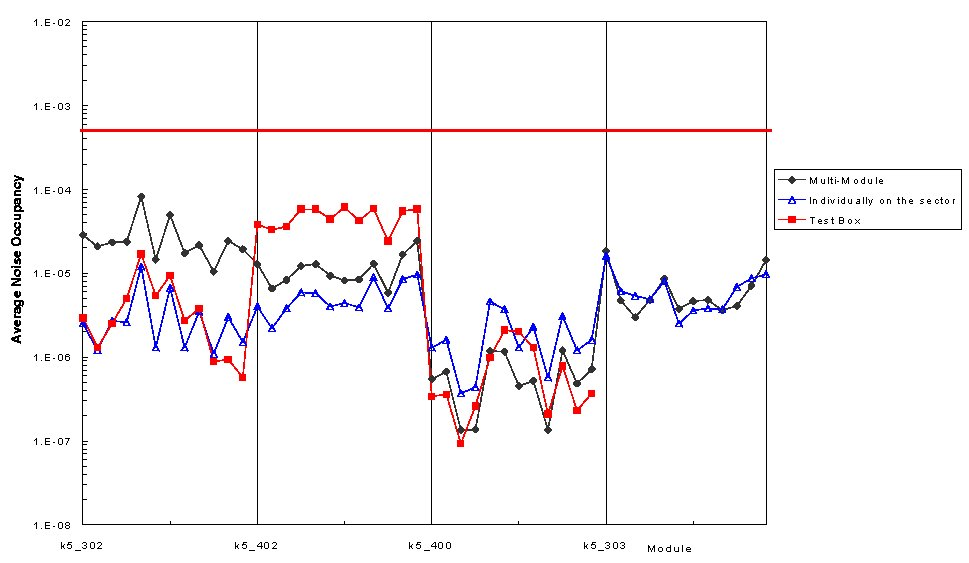 1.E-02
1.E-03
1.E-04
1.E-05
1.E-06
1.E-07
1.E-08
Average Noise Occupancy
k5_302
k5_402
k5_400
k5_303
Module
Multi-Module
Individually on the sector
Test Box